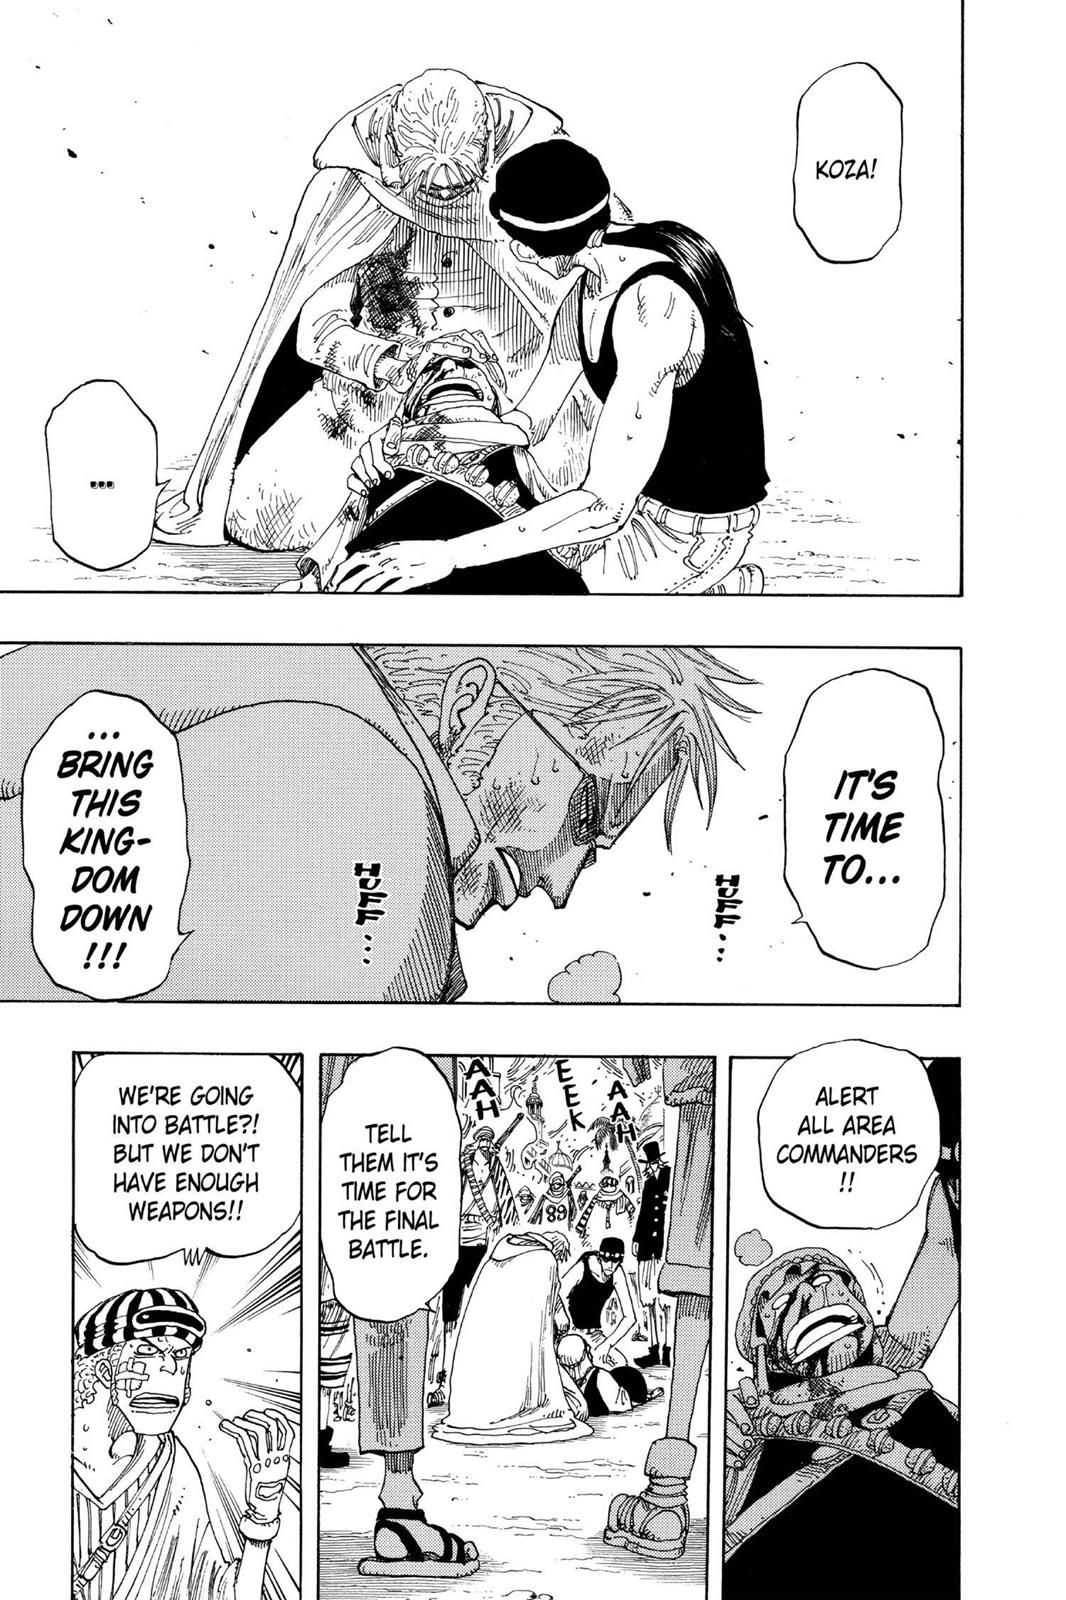 KOZA!
...
IT'S
TIME
TO...
HUFF...
HUFF...
...
BRING
THIS
KING-
DOM
DOWN
!!!
ALERT
ALL AREA
COMMANDERS
!!
AAH
EEK
AAH
89
TELL
THEM IT'S
TIME FOR
THE FINAL
BATTLE.
WE'RE GOING
INTO BATTLE?!
BUT WE DON'T
HAVE ENOUGH
WEAPONS!!